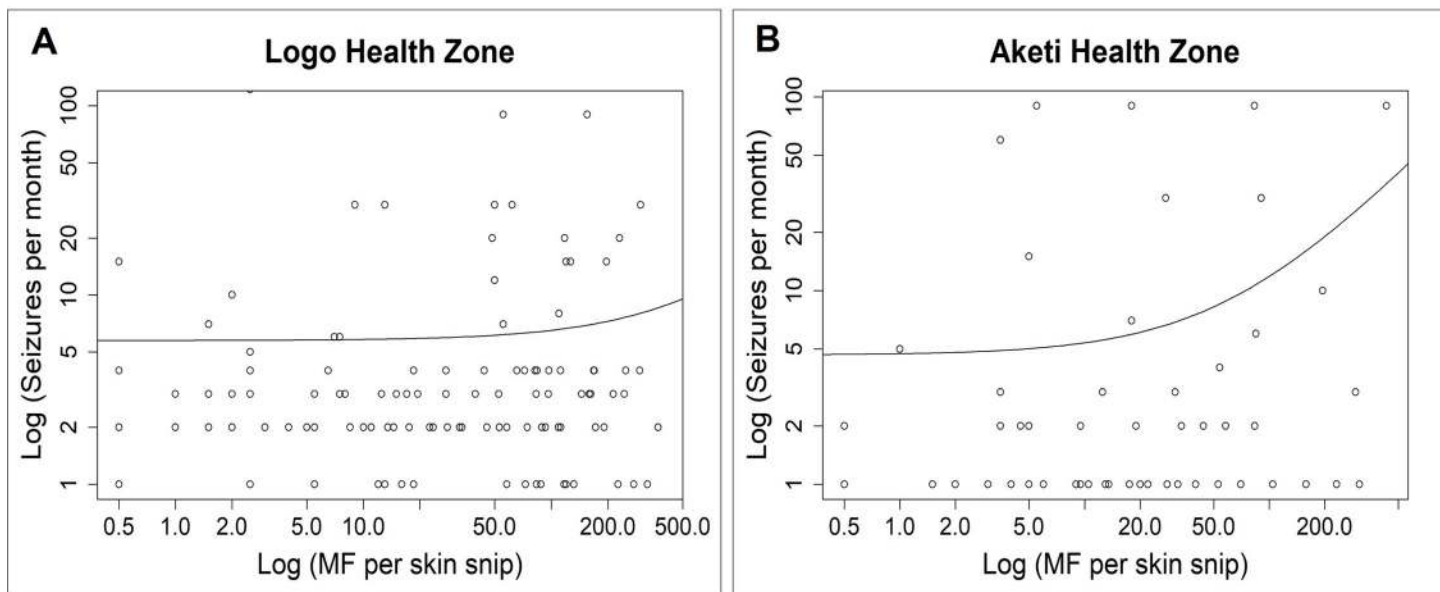 A
Logo Health Zone
Log (Seizures per month)
100
50
20
10
5
2
1
0.5 1.0 2.0 5.0 10.0 50.0 200.0 500.0
Log (MF per skin snip)
B
Aketi Health Zone
Log (Seizures per month)
100
50
20
10
5
2
1
0.5 1.0 2.0 5.0 20.0 50.0 200.0
Log (MF per skin snip)